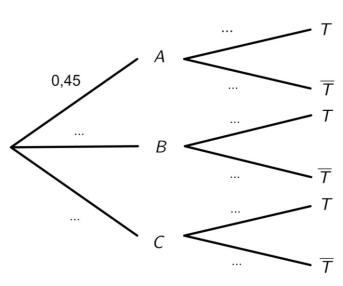 ... T
A
0,45 ... T̅
... B ... T
... T̅
... C ... T
... T̅